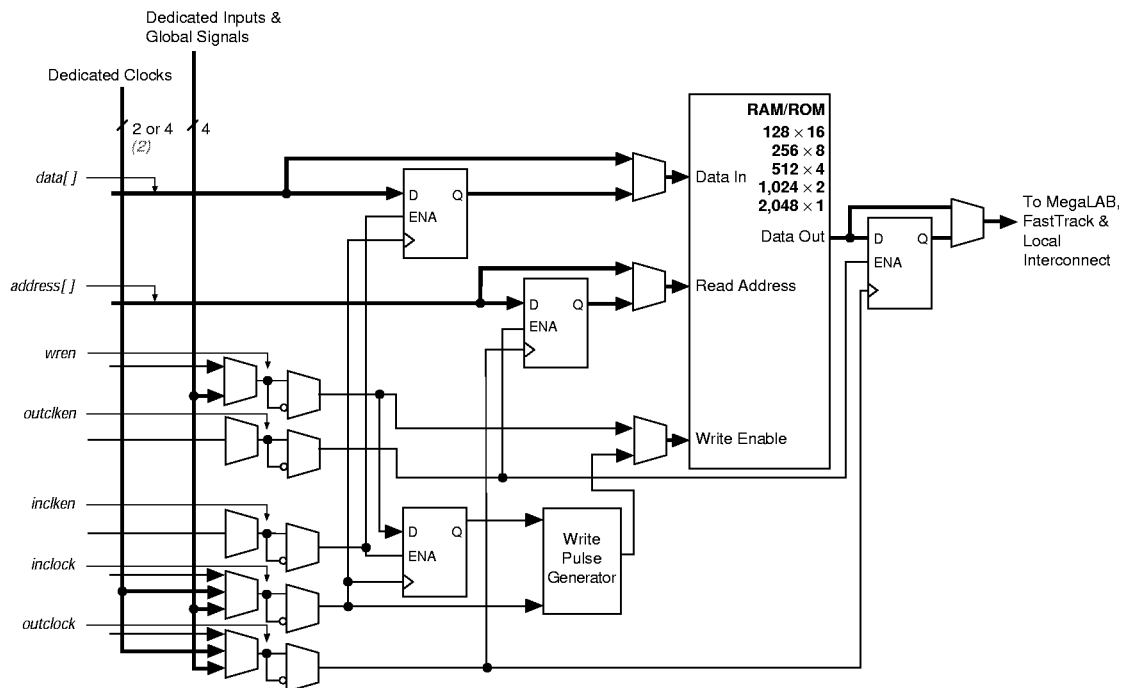 Dedicated Inputs &
Global Signals
Dedicated Clocks
2 or 4
(2)
4
RAM/ROM
128 × 16
256 × 8
512 × 4
1,024 × 2
2,048 × 1
data[ ]
D
Q
ENA
Data In
Data Out
D
Q
ENA
To MegaLAB,
FastTrack &
Local
Interconnect
address[ ]
D
Q
ENA
Read Address
wren
outclken
Write Enable
inclken
D
Q
ENA
Write
Pulse
Generator
inclock
outclock